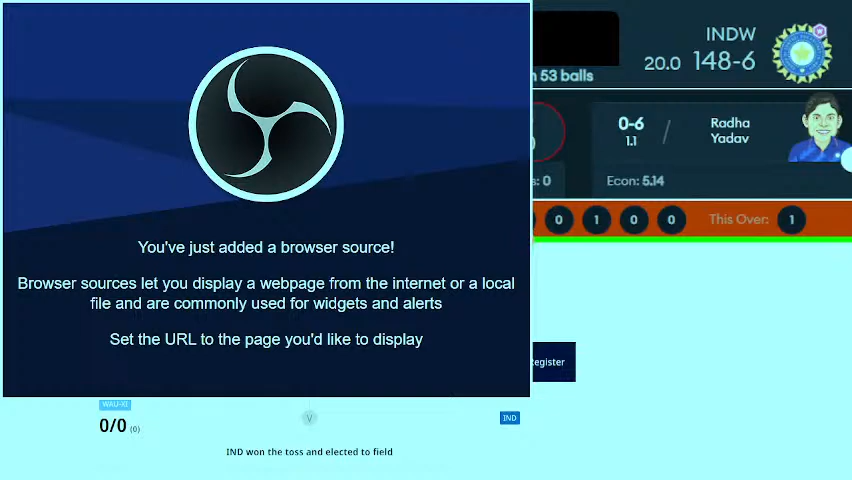 You've just added a browser source!
Browser sources let you display a webpage from the internet or a local
file and are commonly used for widgets and alerts
Set the URL to the page you'd like to display
INDW
20.0 148-6
53 balls
0-6 / Radha
1.1 Yadav
: 0 Econ: 5.14
0 1 0 0 This Over: 1
WAU-XI
0/0 (0)
V
IND
IND won the toss and elected to field